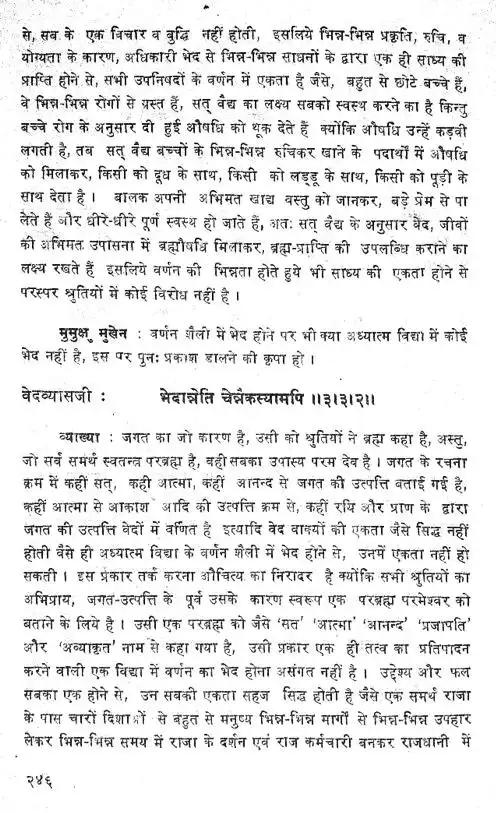 से, सब के एक विचार व बुद्धि नहीं होती, इसलिये भिन्न-भिन्न प्रकृति, रुचि, व
योग्यता के कारण, अधिकारी भेद से भिन्न-भिन्न साधनों के द्वारा एक ही साध्य की
प्राप्ति होने से, सभी उपनिषदों के वर्णन में एकता है जैसे, बहुत से छोटे बच्चे हैं,
वे भिन्न-भिन्न रोगों से ग्रस्त हैं, सत् वैद्य का लक्ष्य सबको स्वस्थ करने का है किन्तु
बच्चे रोग के अनुसार दी हुई औषधि को थूक देते हैं क्योंकि औषधि उन्हें कड़वी
लगती है, तब सत् वैद्य बच्चों के भिन्न-भिन्न रुचिकर खाने के पदार्थों में औषधि
को मिलाकर, किसी को दूध के साथ, किसी को लड्डू के साथ, किसी को पूड़ी के
साथ देता है । बालक अपनी अभिमत खाद्य वस्तु को जानकर, बड़े प्रेम से पा
लेते हैं और धीरे-धीरे पूर्ण स्वस्थ हो जाते हैं, अतः सत् वैद्य के अनुसार वेद, जीवों
की अभिमत उपासना में ब्रह्मौषधि मिलाकर, ब्रह्म-प्राप्ति की उपलब्धि कराने का
लक्ष्य रखते हैं इसलिये वर्णन की भिन्नता होते हुये भी साध्य की एकता होने से
परस्पर श्रुतियों में कोई विरोध नहीं है ।
मुमुक्षु मुखेन : वर्णन शैली में भेद होने पर भी क्या अध्यात्म विद्या में कोई
भेद नहीं है, इस पर पुनः प्रकाश डालने की कृपा हो ।
वेदव्यासजी : भेदान्नेति चेन्नैकस्यामपि ।।३।३।२।।
व्याख्या : जगत का जो कारण है, उसी को श्रुतियों ने ब्रह्म कहा है, अस्तु,
जो सर्व समर्थ स्वतन्त्र परब्रह्म है, वही सबका उपास्य परम देव है । जगत के रचना
क्रम में कहीं सत्, कही आत्मा, कहीं आनन्द से जगत की उत्पत्ति बताई गई है,
कहीं आत्मा से आकाश आदि की उत्पत्ति क्रम से, कहीं रयि और प्राण के द्वारा
जगत की उत्पत्ति वेदों में वर्णित है इत्यादि वेद वाक्यों की एकता जैसे सिद्ध नहीं
होती वैसे ही अध्यात्म विद्या के वर्णन शैली में भेद होने से, उनमें एकता नहीं हो
सकती । इस प्रकार तर्क करना औचित्य का निरादर है क्योंकि सभी श्रुतियों का
अभिप्राय, जगत-उत्पत्ति के पूर्व उसके कारण स्वरूप एक परब्रह्म परमेश्वर को
बताने के लिये है । उसी एक परब्रह्म को जैसे 'सत' 'आत्मा' 'आनन्द' 'प्रजापति'
और 'अव्याकृत' नाम से कहा गया है, उसी प्रकार एक ही तत्व का प्रतिपादन
करने वाली एक विद्या में वर्णन का भेद होना असंगत नहीं है । उद्देश्य और फल
सबका एक होने से, उन सबकी एकता सहज सिद्ध होती है जैसे एक समर्थ राजा
के पास चारों दिशाओं से बहुत से मनुष्य भिन्न-भिन्न मार्गों से भिन्न-भिन्न उपहार
लेकर भिन्न-भिन्न समय में राजा के दर्शन एवं राज कर्मचारी बनकर राजधानी में
२४६